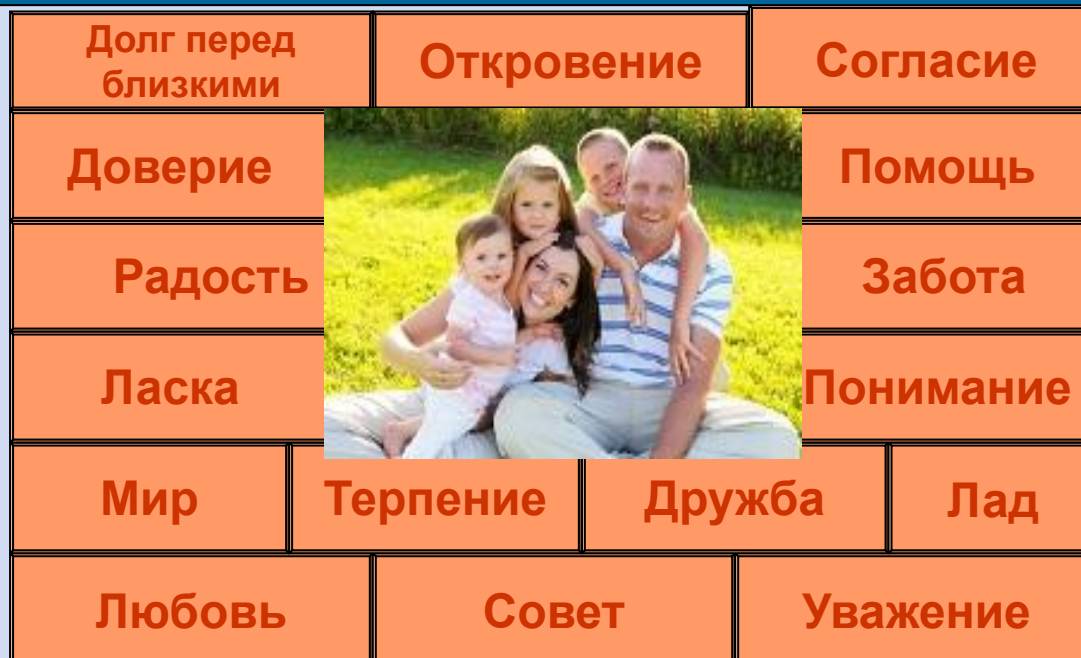 Долг перед
близкими
Откровение
Согласие
Доверие
Помощь
Радость
Забота
Ласка
Понимание
Мир
Терпение
Дружба
Лад
Любовь
Совет
Уважение